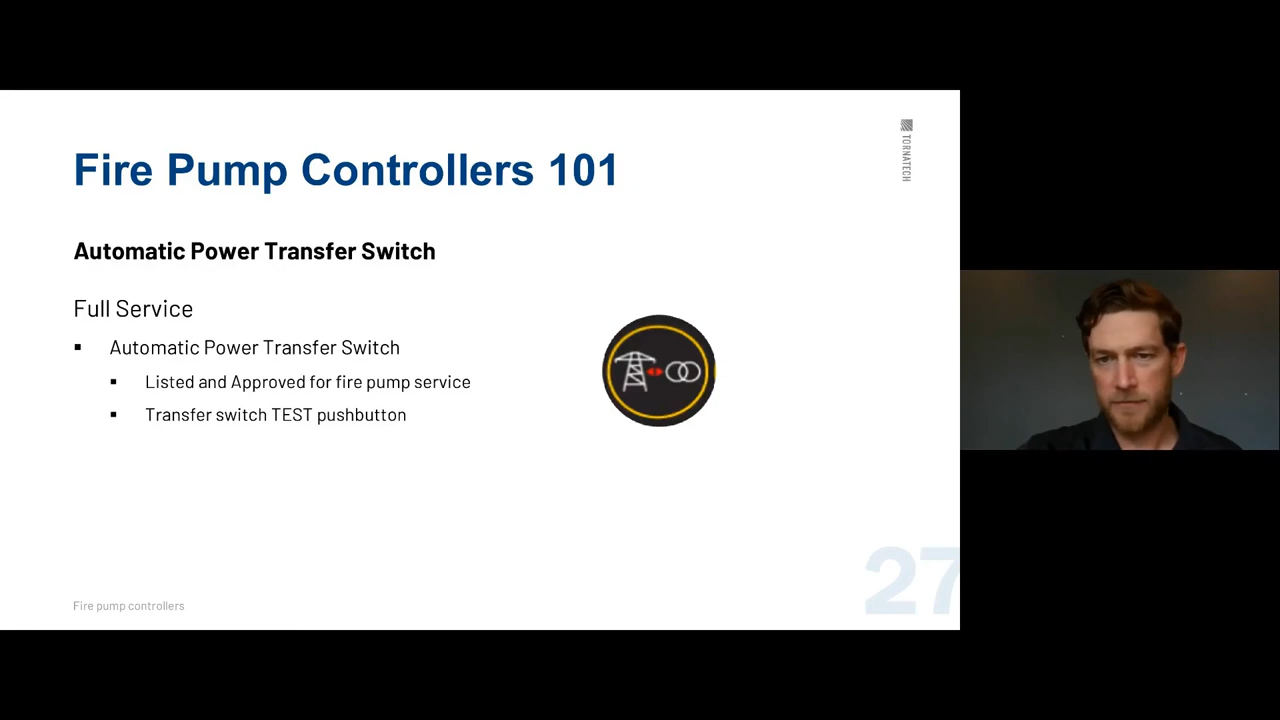 Fire Pump Controllers 101
TORNATECH
Automatic Power Transfer Switch
Full Service
Automatic Power Transfer Switch
Listed and Approved for fire pump service
Transfer switch TEST pushbutton
27
Fire pump controllers